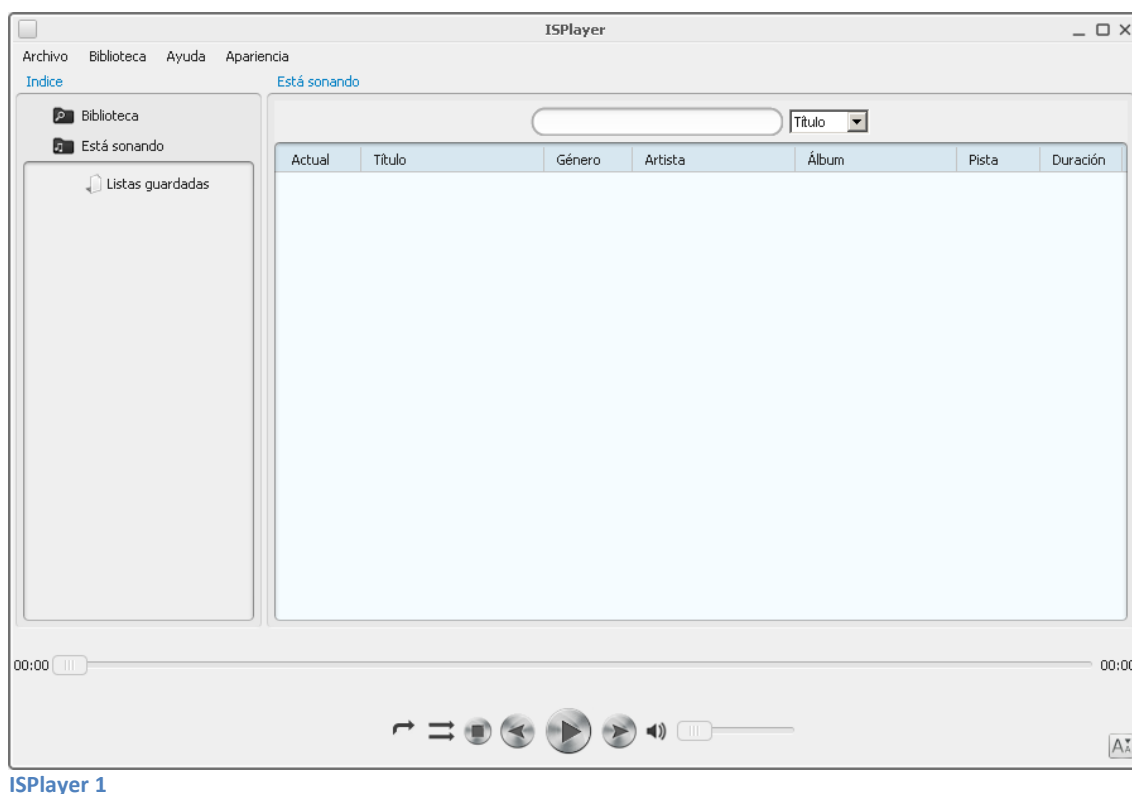 ISPlayer
Archivo Biblioteca Ayuda Apariencia
Indice Está sonando
Biblioteca
Título
Está sonando
Actual Título Género Artista Álbum Pista Duración
Listas guardadas
00:00 00:00
ISPlayer 1